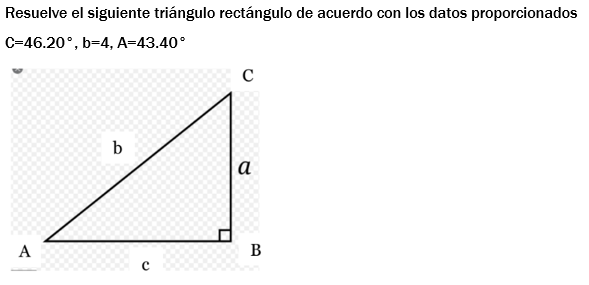 Resuelve el siguiente triángulo rectángulo de acuerdo con los datos proporcionados
C=46.20°, b=4, A=43.40°
C
b
a
A
B
c